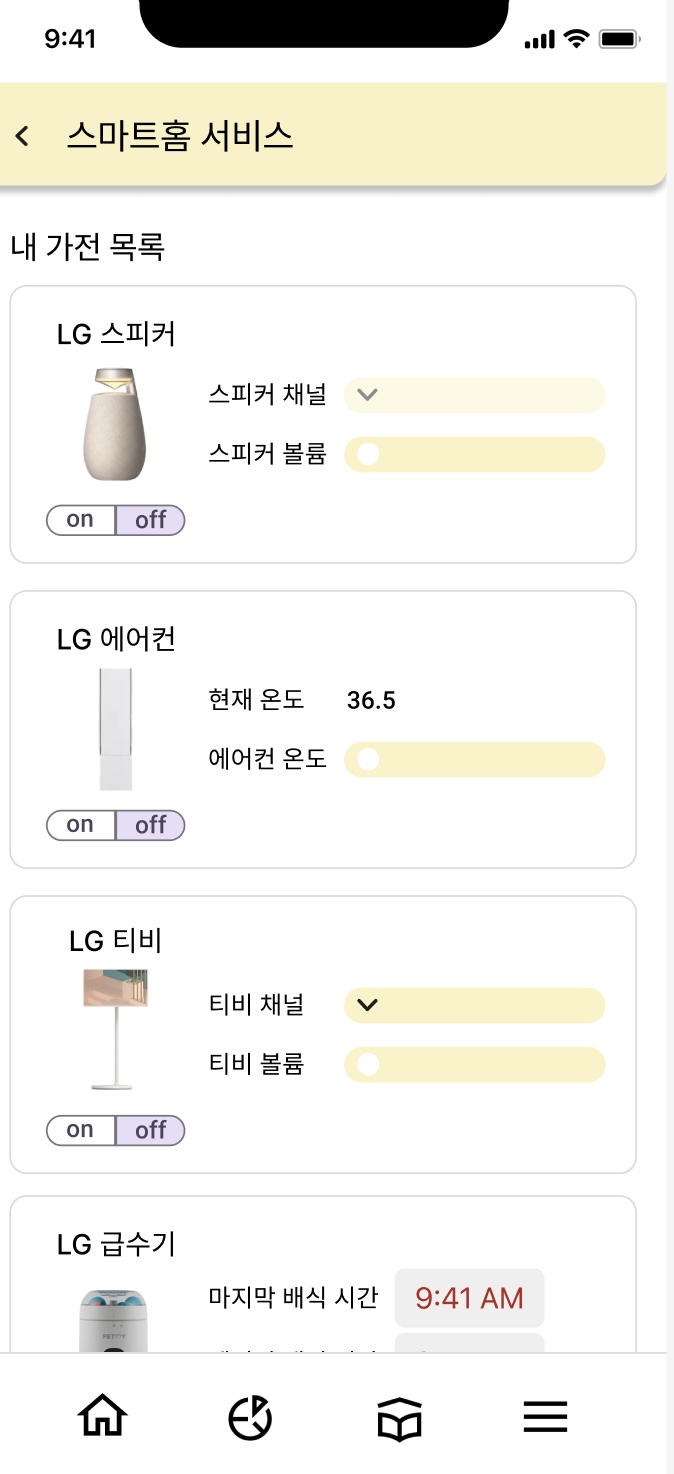 9:41
스마트홈 서비스
내 가전 목록
LG 스피커
스피커 채널
스피커 볼륨
on off
LG 에어컨
현재 온도 36.5
에어컨 온도
on off
LG 티비
티비 채널
티비 볼륨
on off
LG 급수기
마지막 배식 시간 9:41 AM